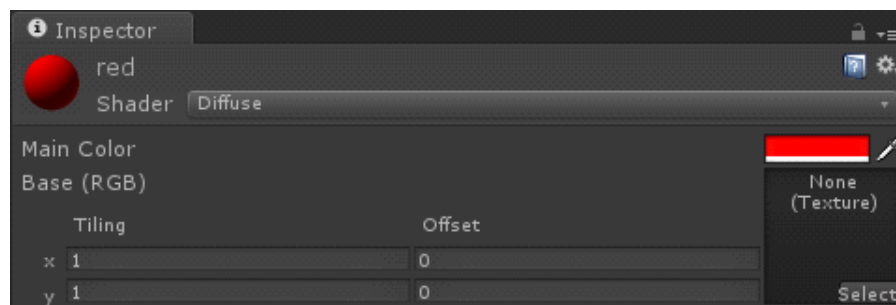 Inspector
red
Shader Diffuse
Main Color
Base (RGB)
None
(Texture)
Tiling Offset
x 1 0
y 1 0
Select